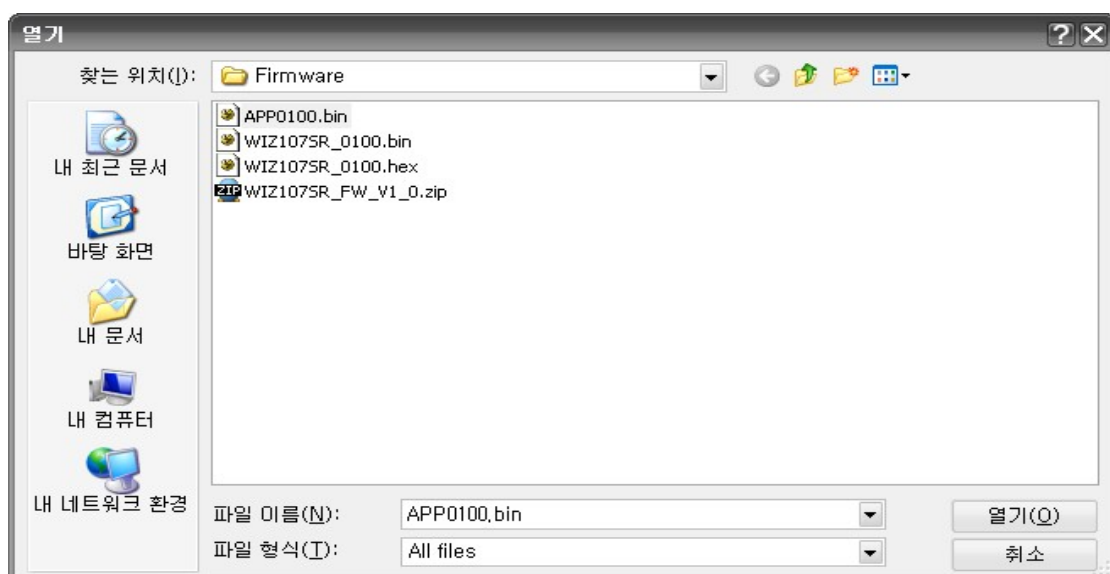 열기
찾는 위치(I):
Firmware
내 최근 문서
바탕 화면
내 문서
내 컴퓨터
내 네트워크 환경
APP0100.bin
WIZ107SR_0100.bin
WIZ107SR_0100.hex
ZIP WIZ107SR_FW_V1_0.zip
파일 이름(N): APP0100.bin 열기(O)
파일 형식(T): All files 취소